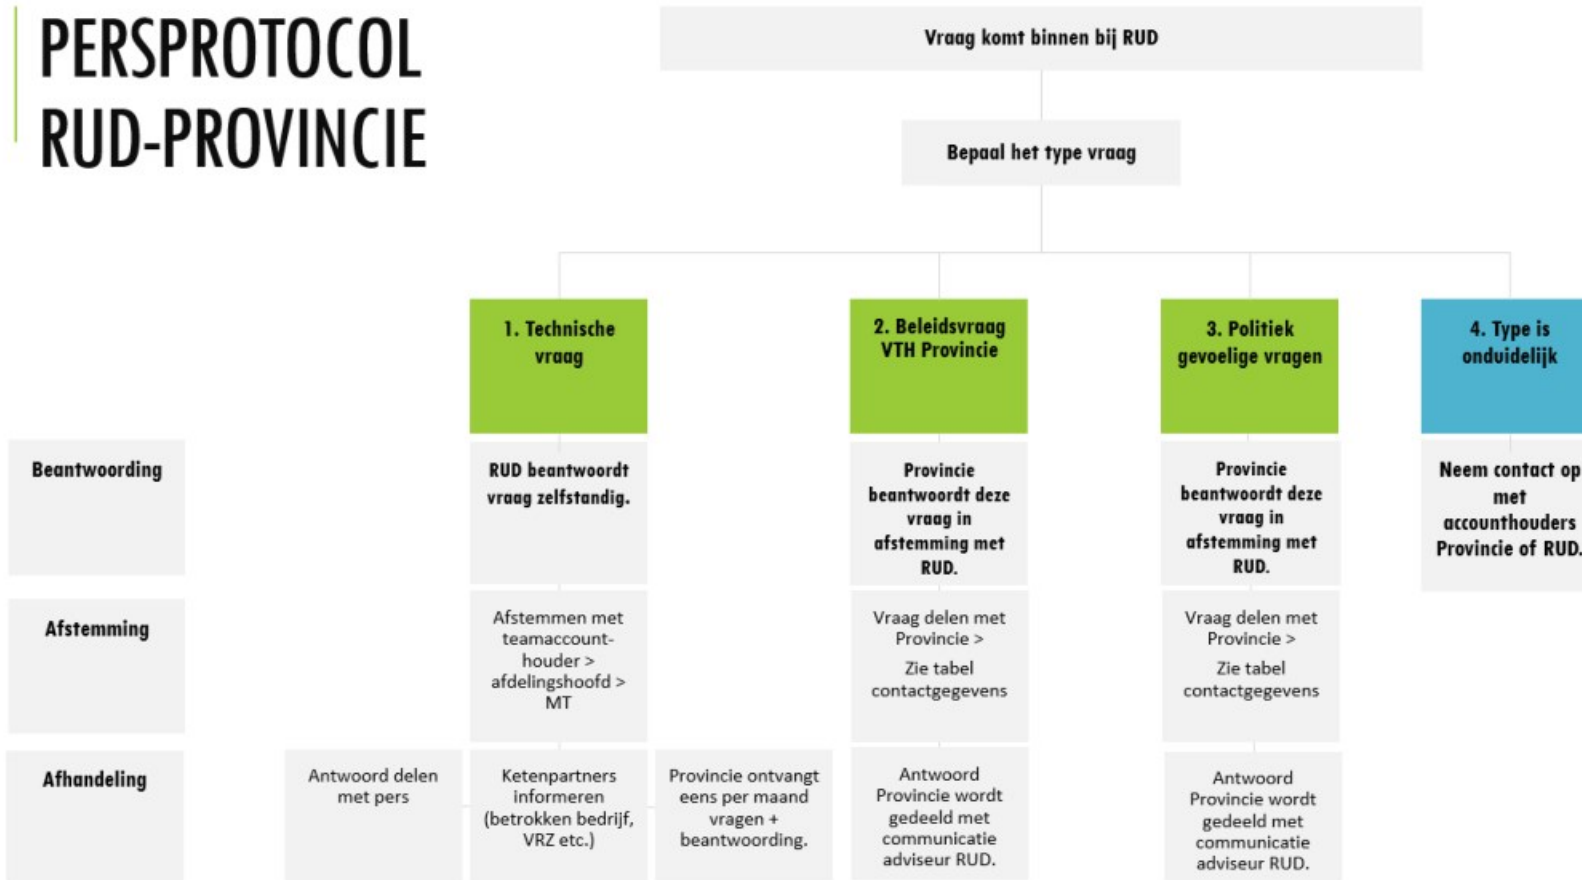 PERSPROTOCOL
RUD-PROVINCIE
Vraag komt binnen bij RUD
Bepaal het type vraag
1. Technische
vraag
2. Beleidsvraag
VTH Provincie
3. Politiek
gevoelige vragen
4. Type is
onduidelijk
Beantwoording
RUD beantwoordt
vraag zelfstandig.
Provincie
beantwoordt deze
vraag in
afstemming met
RUD.
Provincie
beantwoordt deze
vraag in
afstemming met
RUD.
Neem contact op
met
accounthouders
Provincie of RUD.
Afstemming
Afstemmen met
teamaccount-
houder >
afdelingshoofd >
MT
Vraag delen met
Provincie >
Zie tabel
contactgegevens
Vraag delen met
Provincie >
Zie tabel
contactgegevens
Afhandeling
Antwoord delen
met pers
Ketenpartners
informeren
(betrokken bedrijf,
VRZ etc.)
Provincie ontvangt
eens per maand
vragen +
beantwoording.
Antwoord
Provincie wordt
gedeeld met
communicatie
adviseur RUD.
Antwoord
Provincie wordt
gedeeld met
communicatie
adviseur RUD.